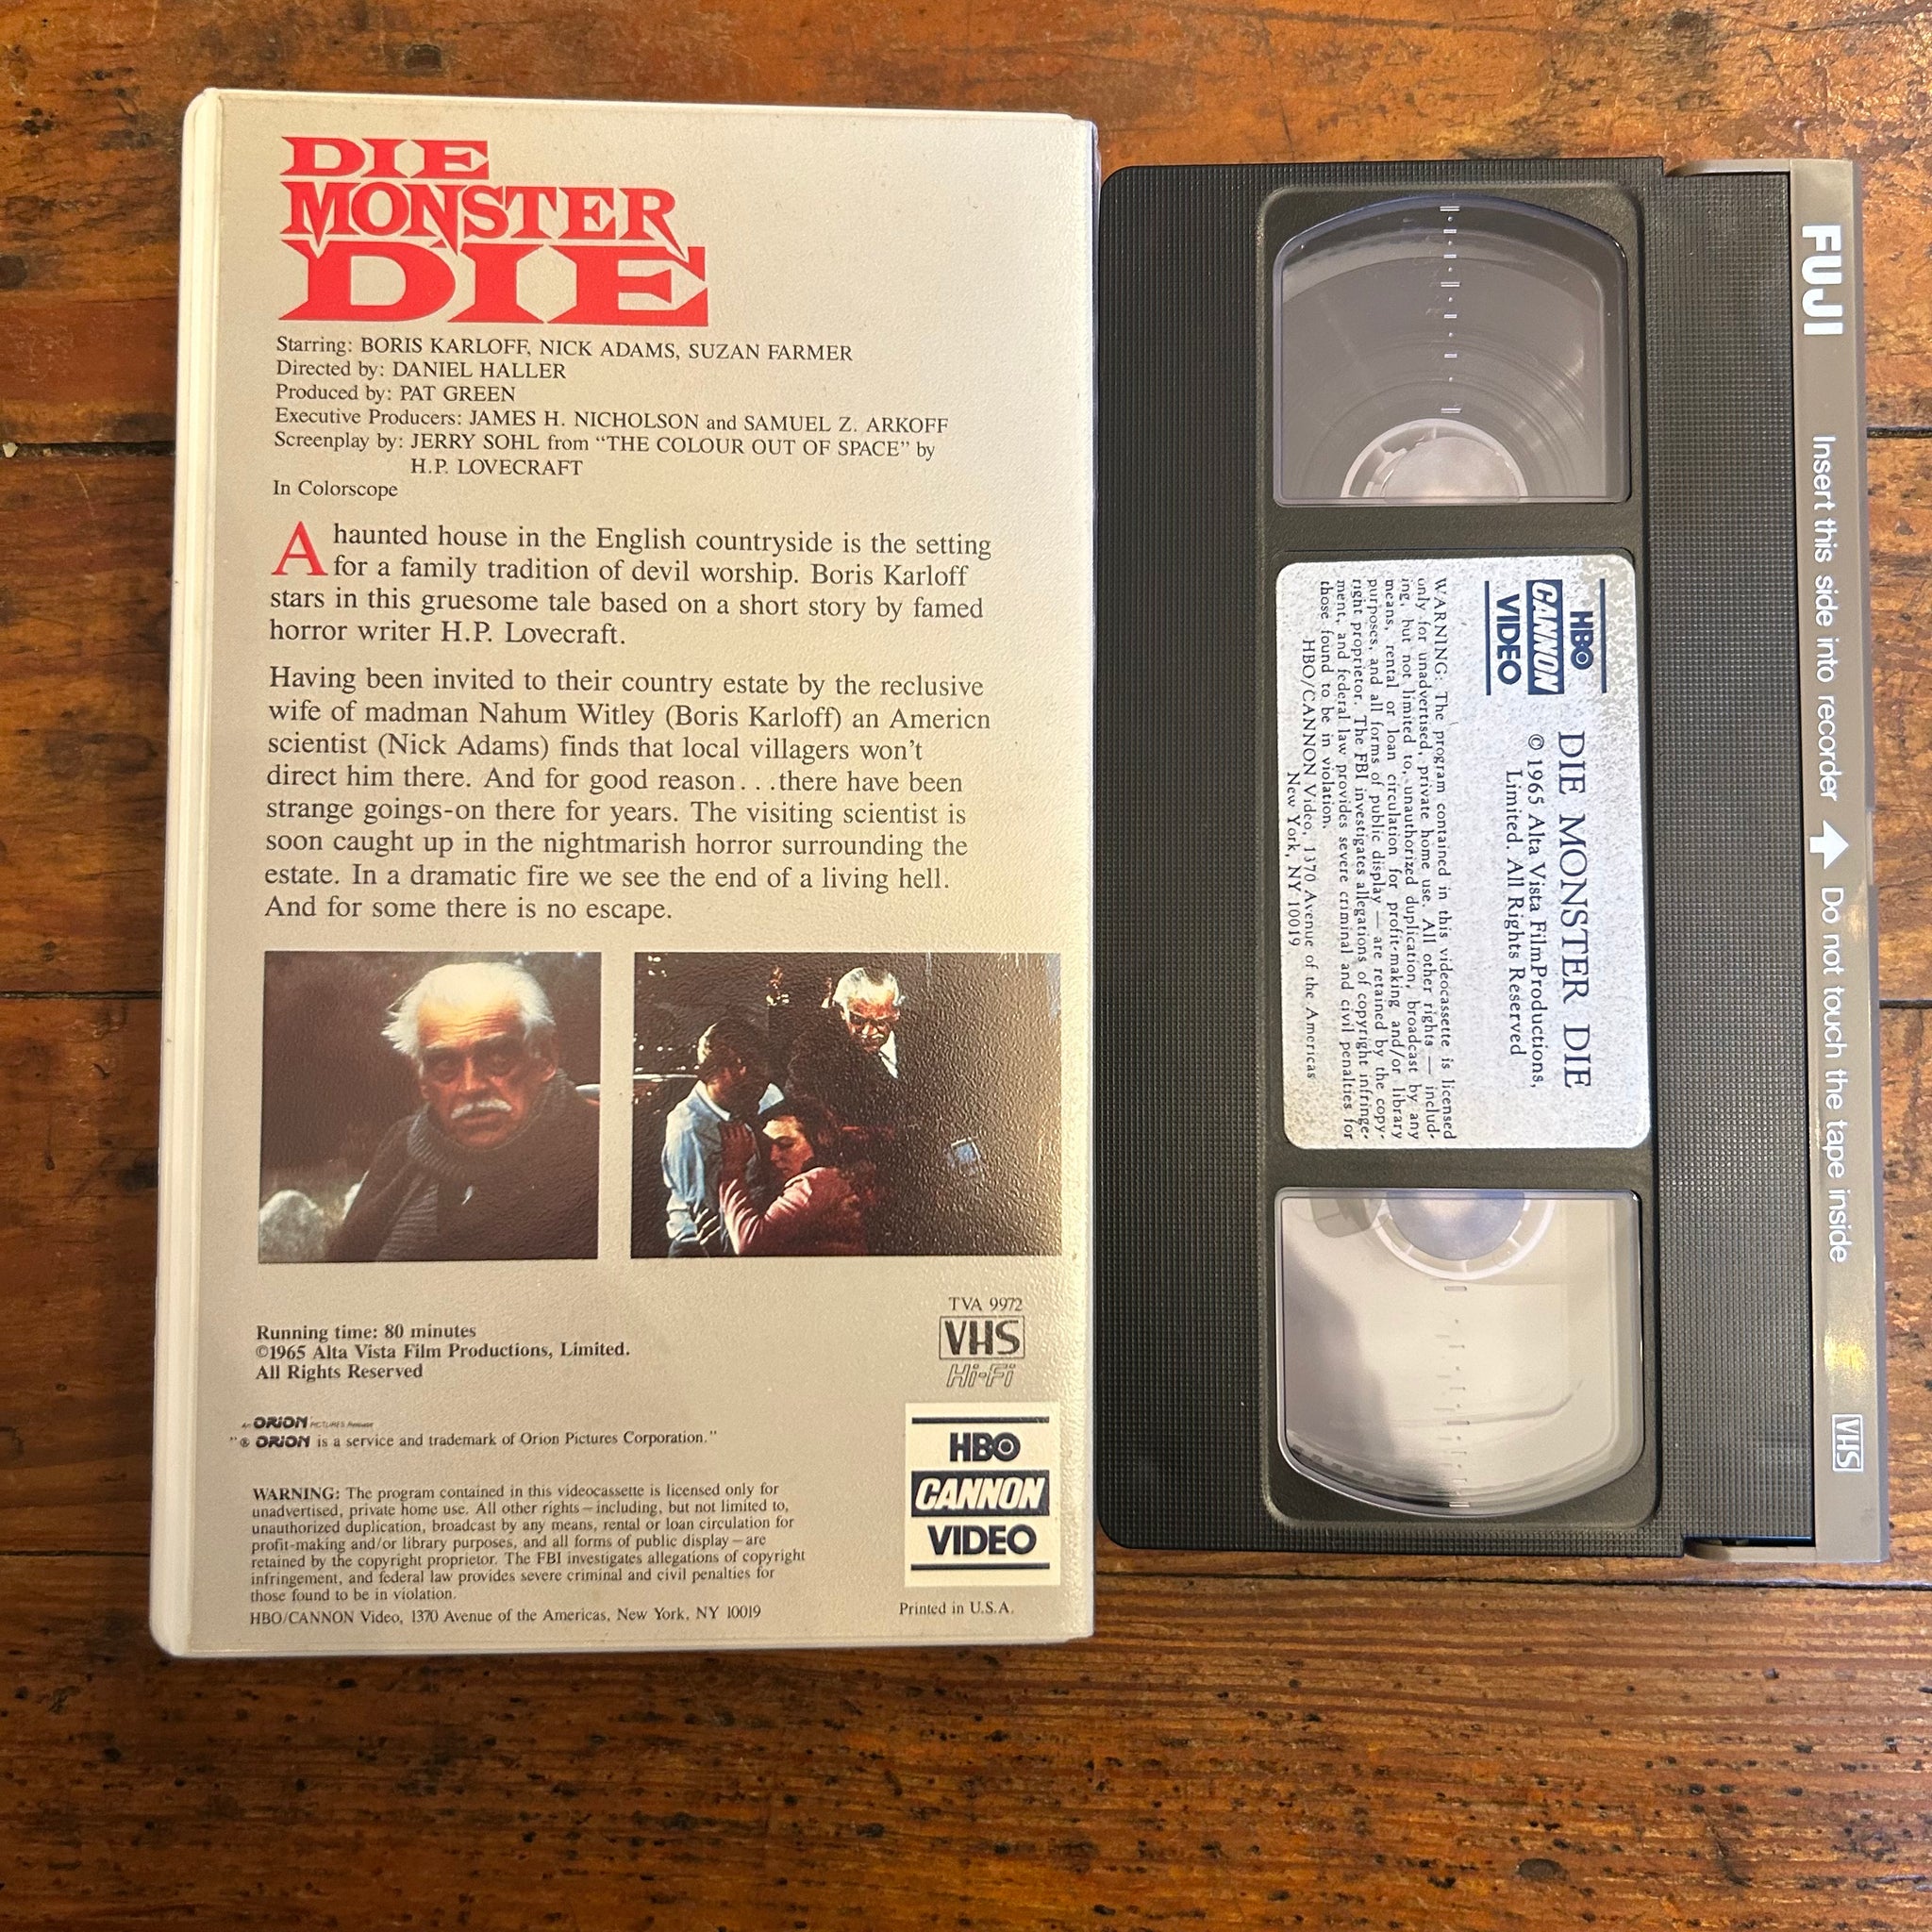 DIE
MONSTER
DIE
Starring: BORIS KARLOFF, NICK ADAMS, SUZAN FARMER
Directed by: DANIEL HALLER
Produced by: PAT GREEN
Executive Producers: JAMES H. NICHOLSON and SAMUEL Z. ARKOFF
Screenplay by: JERRY SOHL from “THE COLOUR OUT OF SPACE” by
H.P. LOVECRAFT
In Colorscope
A haunted house in the English countryside is the setting
for a family tradition of devil worship. Boris Karloff
stars in this gruesome tale based on a short story by famed
horror writer H.P. Lovecraft.
Having been invited to their country estate by the reclusive
wife of madman Nahum Witley (Boris Karloff) an Americn
scientist (Nick Adams) finds that local villagers won’t
direct him there. And for good reason...there have been
strange goings-on there for years. The visiting scientist is
soon caught up in the nightmarish horror surrounding the
estate. In a dramatic fire we see the end of a living hell.
And for some there is no escape.
Running time: 80 minutes
©1965 Alta Vista Film Productions, Limited.
All Rights Reserved
TVA 9972
VHS
Hi-Fi
An ORION PICTURES Release
"® ORION is a service and trademark of Orion Pictures Corporation."
WARNING: The program contained in this videocassette is licensed only for
unadvertised, private home use. All other rights – including, but not limited to,
unauthorized duplication, broadcast by any means, rental or loan circulation for
profit-making and/or library purposes, and all forms of public display – are
retained by the copyright proprietor. The FBI investigates allegations of copyright
infringement, and federal law provides severe criminal and civil penalties for
those found to be in violation.
HBO/CANNON Video, 1370 Avenue of the Americas, New York, NY 10019
HBO
CANNON
VIDEO
Printed in U.S.A.
HBO
CANNON
VIDEO
DIE MONSTER DIE
© 1965 Alta Vista FilmProductions,
Limited. All Rights Reserved
WARNING: The program contained in this videocassette is licensed
only for unadvertised, private home use. All other rights — includ-
ing, but not limited to, unauthorized duplication, broadcast by any
means, rental or loan circulation for profit-making and/or library
purposes, and all forms of public display — are retained by the copy-
right proprietor. The FBI investigates allegations of copyright infringe-
ment, and federal law provides severe criminal and civil penalties for
those found to be in violation.
HBO/CANNON Video, 1370 Avenue of the Americas
New York, NY 10019
FUJI
Insert this side into recorder
Do not touch the tape inside
VHS